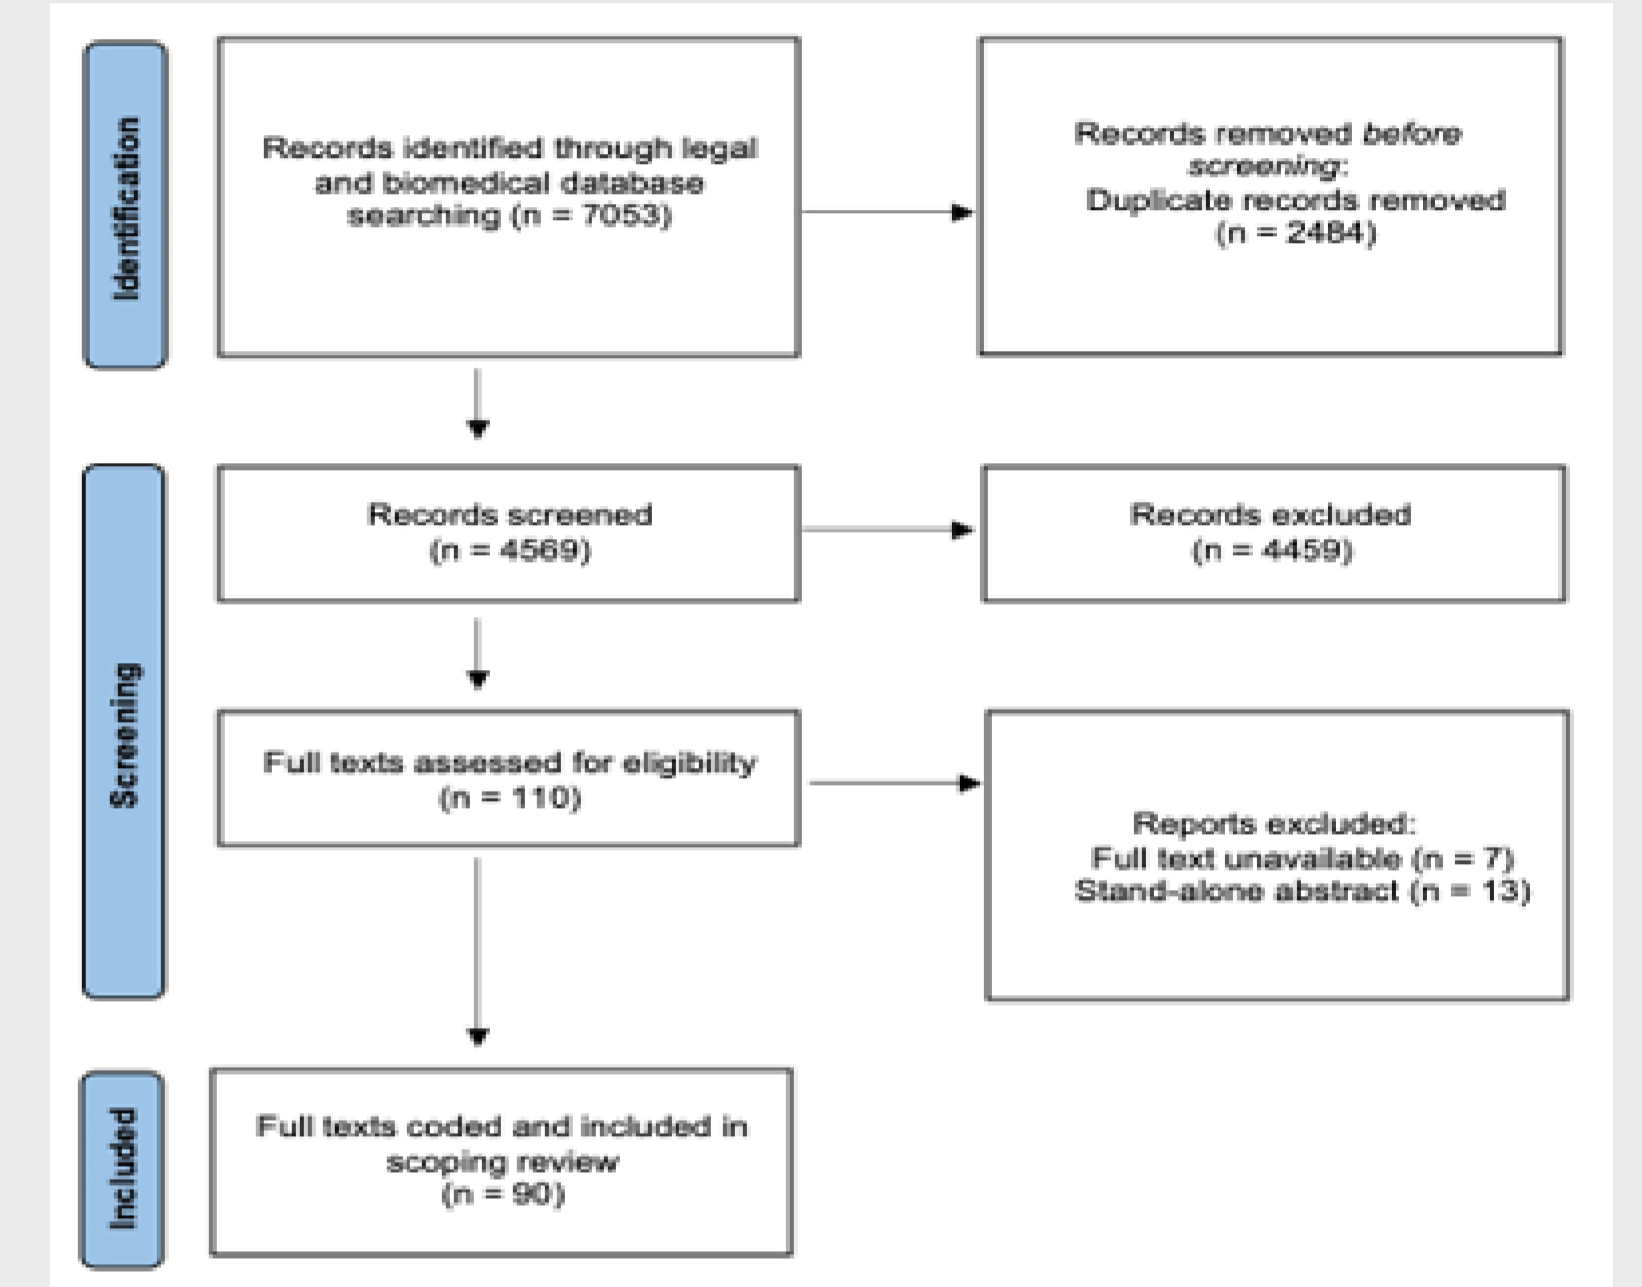 Identification
Records identified through legal
and biomedical database
searching (n = 7053)
Records removed before
screening:
Duplicate records removed
(n = 2484)
Screening
Records screened
(n = 4569)
Records excluded
(n = 4459)
Full texts assessed for eligibility
(n = 110)
Reports excluded:
Full text unavailable (n = 7)
Stand-alone abstract (n = 13)
Included
Full texts coded and included in
scoping review
(n = 90)